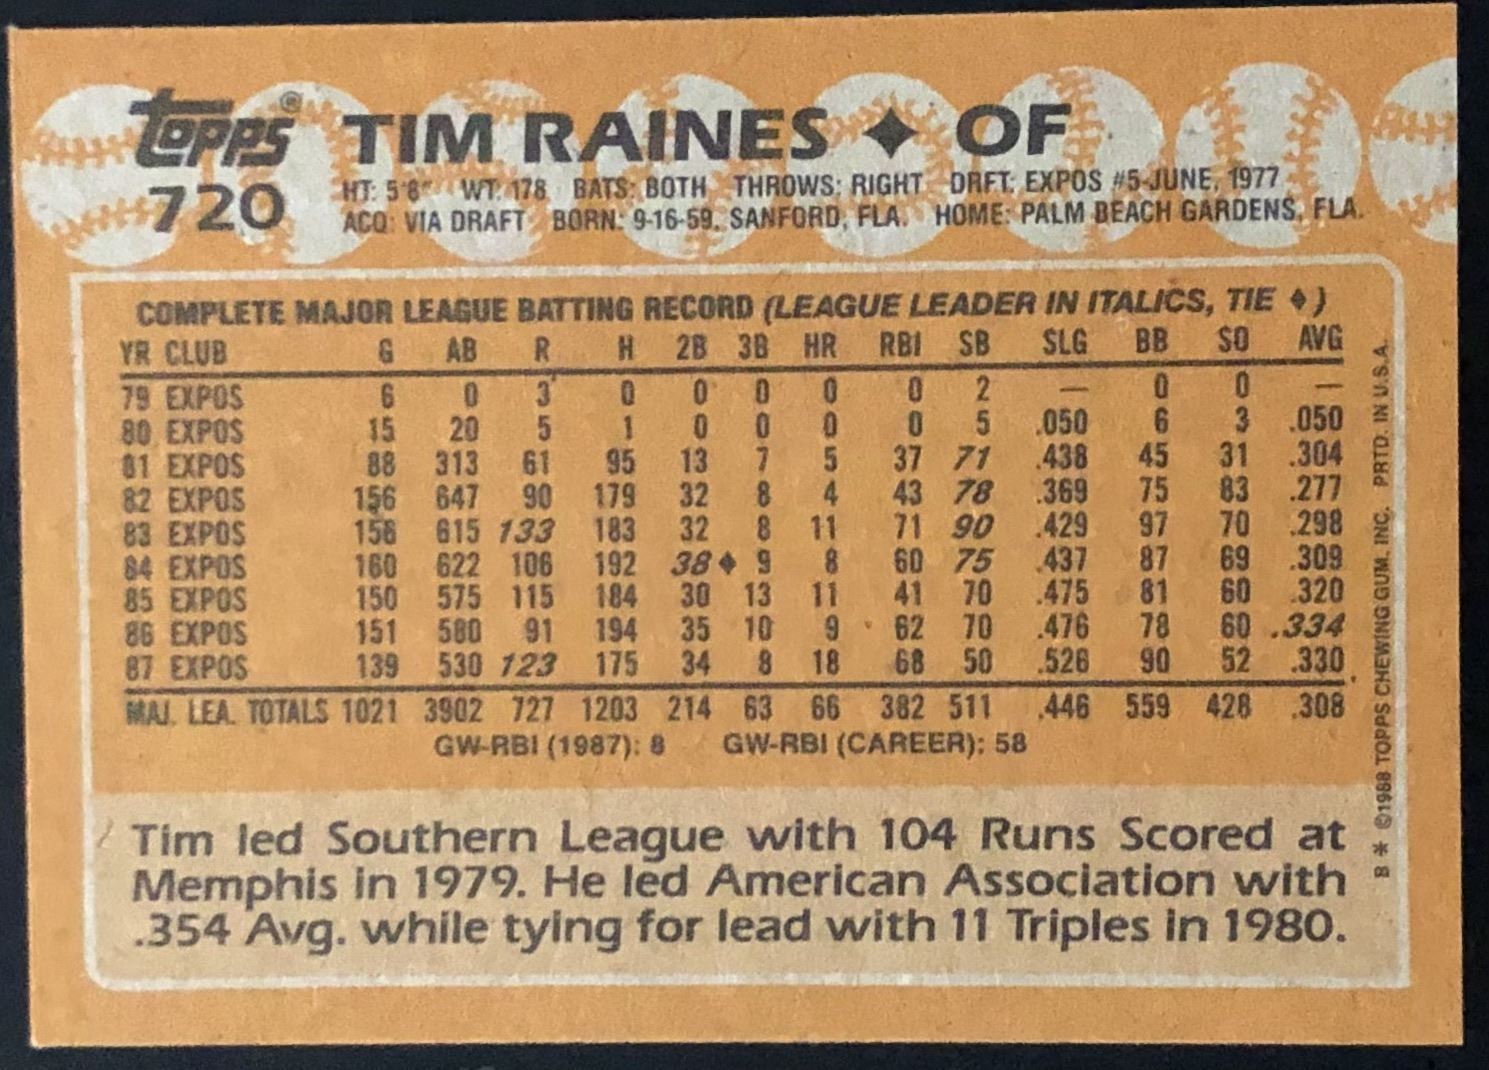 Topps® TIM RAINES ◆ OF
720 HT: 5'8" WT: 178 BATS: BOTH THROWS: RIGHT DRFT: EXPOS #5-JUNE, 1977
ACQ: VIA DRAFT BORN: 9-16-59, SANFORD, FLA. HOME: PALM BEACH GARDENS, FLA.
COMPLETE MAJOR LEAGUE BATTING RECORD (LEAGUE LEADER IN ITALICS, TIE ♦)
YR CLUB G AB R H 2B 3B HR RBI SB SLG BB SO AVG
79 EXPOS 6 0 3 0 0 0 0 0 2 — 0 0 —
80 EXPOS 15 20 5 1 0 0 0 0 5 .050 6 3 .050
81 EXPOS 88 313 61 95 13 7 5 37 71 .438 45 31 .304
82 EXPOS 156 647 90 179 32 8 4 43 78 .369 75 83 .277
83 EXPOS 156 615 133 183 32 8 11 71 90 .429 97 70 .298
84 EXPOS 160 622 106 192 38♦ 9 8 60 75 .437 87 69 .309
85 EXPOS 150 575 115 184 30 13 11 41 70 .475 81 60 .320
86 EXPOS 151 580 91 194 35 10 9 62 70 .476 78 60 .334
87 EXPOS 139 530 123 175 34 8 18 68 50 .526 90 52 .330
MAJ. LEA. TOTALS 1021 3902 727 1203 214 63 66 382 511 .446 559 428 .308
GW-RBI (1987): 8 GW-RBI (CAREER): 58
Tim led Southern League with 104 Runs Scored at
Memphis in 1979. He led American Association with
.354 Avg. while tying for lead with 11 Triples in 1980.
B * ©1988 TOPPS CHEWING GUM, INC. PRTD. IN U.S.A.